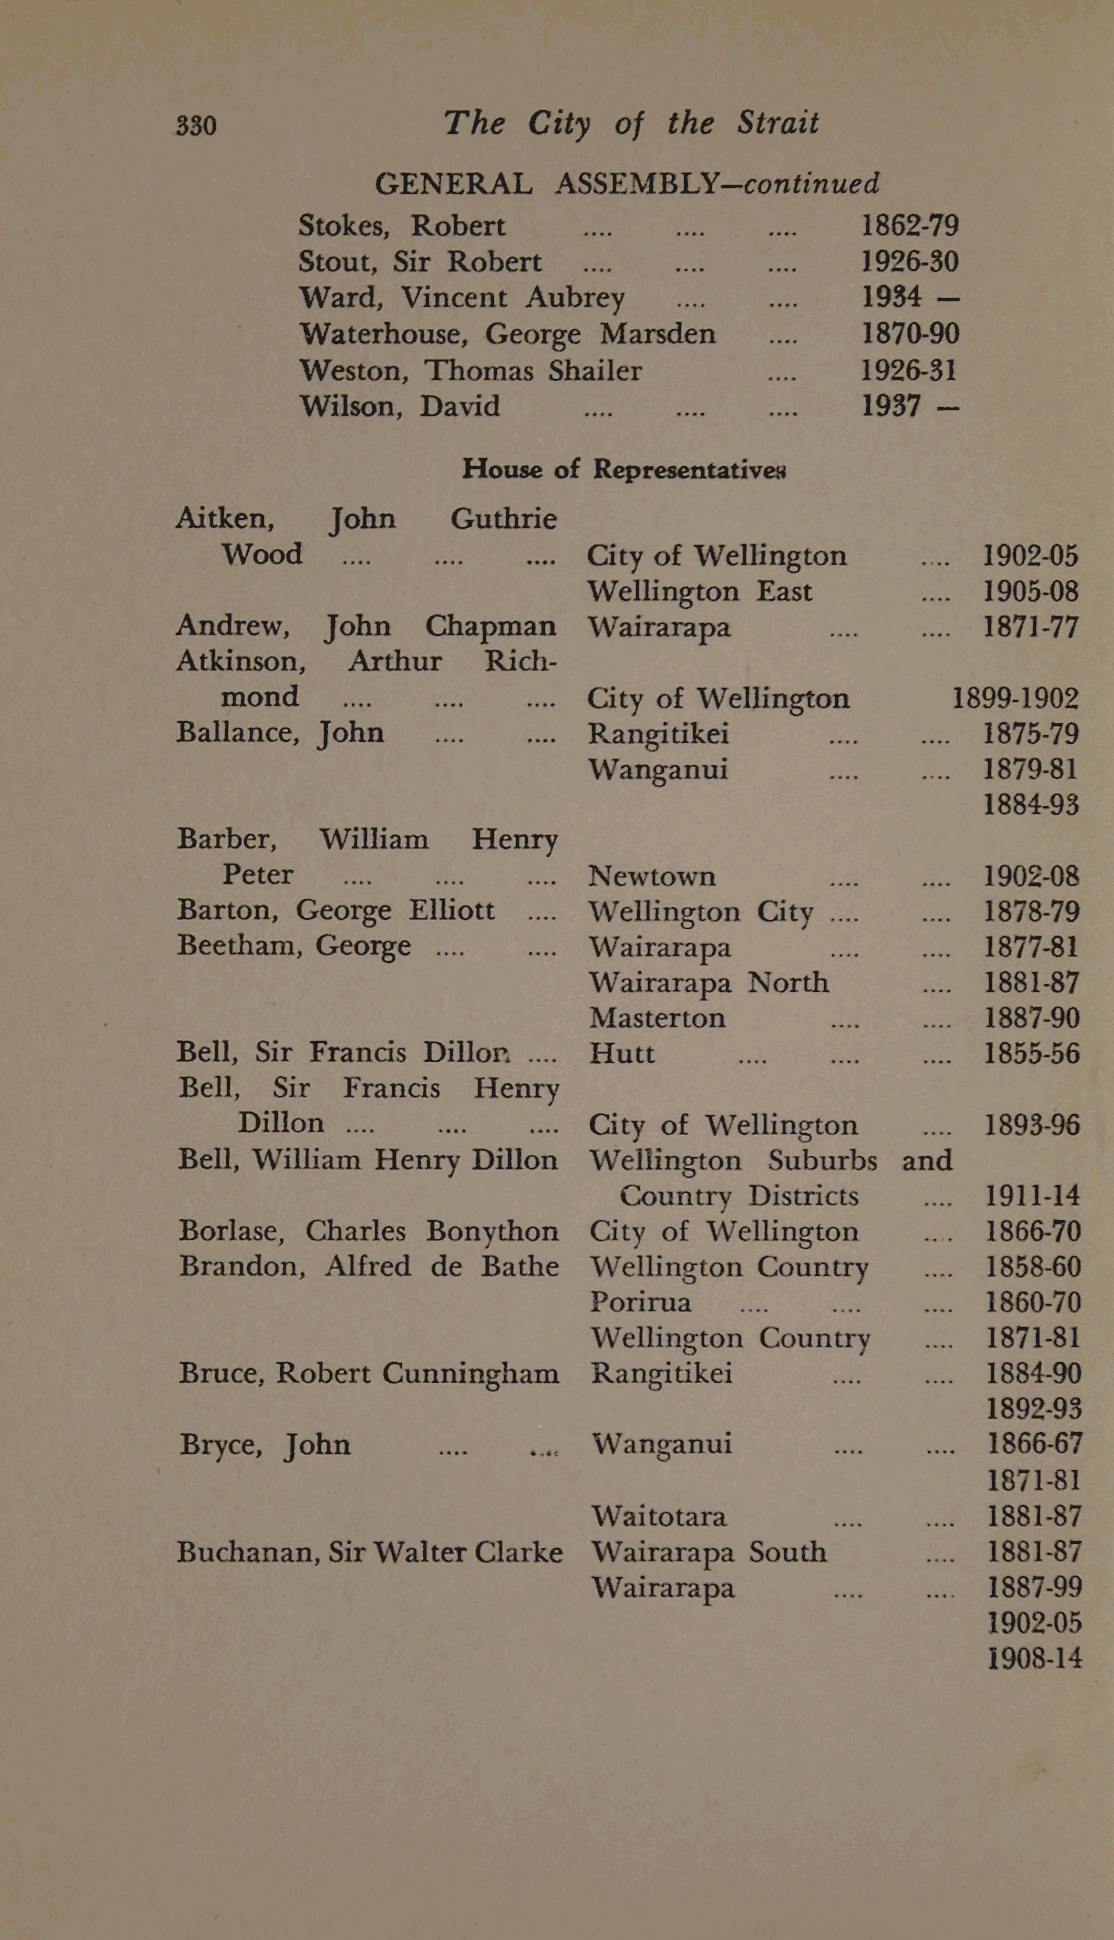 330 The City of the Strait
GENERAL ASSEMBLY—continued
Stokes, Robert .... .... .... 1862-79
Stout, Sir Robert .... .... .... 1926-30
Ward, Vincent Aubrey .... .... 1934 —
Waterhouse, George Marsden .... 1870-90
Weston, Thomas Shailer .... 1926-31
Wilson, David .... .... .... 1937 —
House of Representatives
Aitken, John Guthrie
Wood .... .... .... City of Wellington .... 1902-05
Wellington East .... 1905-08
Andrew, John Chapman Wairarapa .... .... 1871-77
Atkinson, Arthur Rich-
mond .... .... .... City of Wellington 1899-1902
Ballance, John .... .... Rangitikei .... .... 1875-79
Wanganui .... .... 1879-81
1884-93
Barber, William Henry
Peter .... .... .... Newtown .... .... 1902-08
Barton, George Elliott .... Wellington City .... .... 1878-79
Beetham, George .... .... Wairarapa .... .... 1877-81
Wairarapa North .... 1881-87
Masterton .... .... 1887-90
Bell, Sir Francis Dillon .... Hutt .... .... .... 1855-56
Bell, Sir Francis Henry
Dillon .... .... .... City of Wellington .... 1893-96
Bell, William Henry Dillon Wellington Suburbs and
Country Districts .... 1911-14
Borlase, Charles Bonython City of Wellington .... 1866-70
Brandon, Alfred de Bathe Wellington Country .... 1858-60
Porirua .... .... .... 1860-70
Wellington Country .... 1871-81
Bruce, Robert Cunningham Rangitikei .... .... 1884-90
1892-93
Bryce, John .... .... Wanganui .... .... 1866-67
1871-81
Waitotara .... .... 1881-87
Buchanan, Sir Walter Clarke Wairarapa South .... 1881-87
Wairarapa .... .... 1887-99
1902-05
1908-14